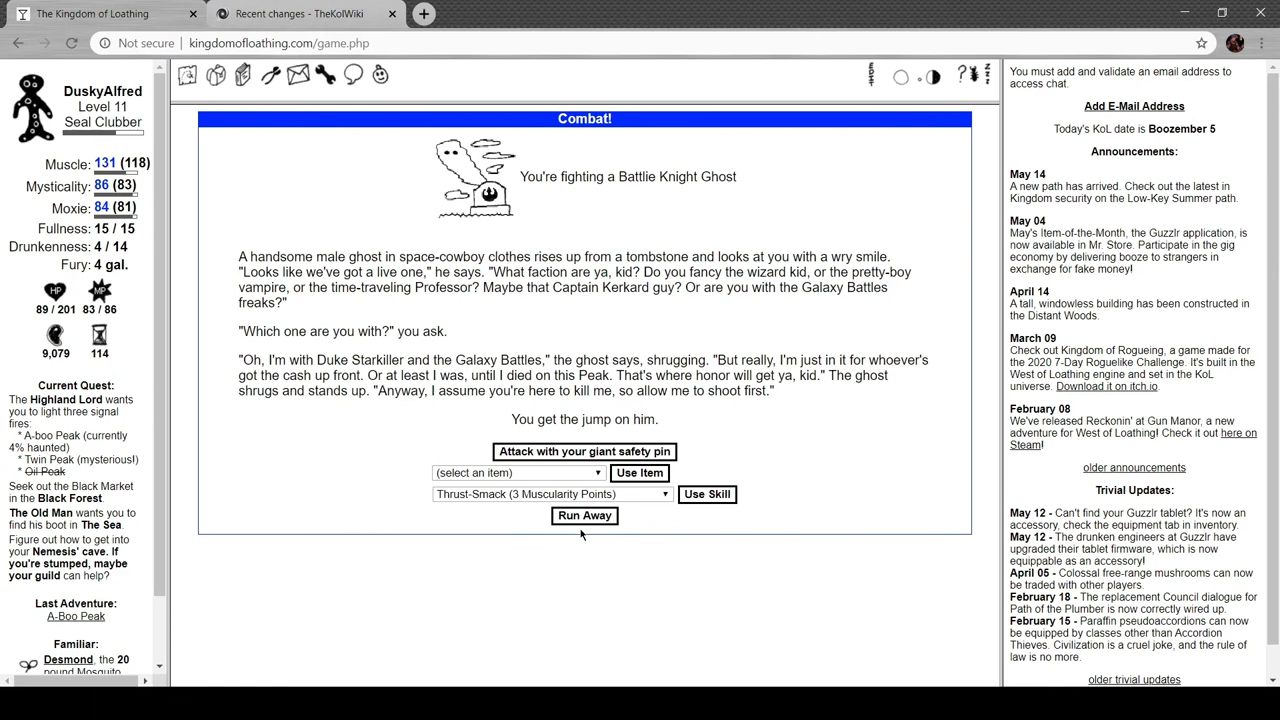 The Kingdom of Loathing
Recent changes - TheKolWiki
Not secure | kingdomofloathing.com/game.php
DuskyAlfred
Level 11
Seal Clubber
Muscle: 131 (118)
Mysticality: 86 (83)
Moxie: 84 (81)
Fullness: 15 / 15
Drunkenness: 4 / 14
Fury: 4 gal.
HP
MP
89 / 201
83 / 86
9,079
114
Current Quest:
The Highland Lord wants
you to light three signal
fires:
* A-boo Peak (currently
4% haunted)
* Twin Peak (mysterious!)
* Oil Peak
Seek out the Black Market
in the Black Forest.
The Old Man wants you to
find his boot in The Sea.
Figure out how to get into
your Nemesis' cave. If
you're stumped, maybe
your guild can help?
Last Adventure:
A-Boo Peak
Familiar:
Desmond, the 20
pound Mosquito
Combat!
You're fighting a Battlie Knight Ghost
A handsome male ghost in space-cowboy clothes rises up from a tombstone and looks at you with a wry smile.
"Looks like we've got a live one," he says. "What faction are ya, kid? Do you fancy the wizard kid, or the pretty-boy
vampire, or the time-traveling Professor? Maybe that Captain Kerkard guy? Or are you with the Galaxy Battles
freaks?"
"Which one are you with?" you ask.
"Oh, I'm with Duke Starkiller and the Galaxy Battles," the ghost says, shrugging. "But really, I'm just in it for whoever's
got the cash up front. Or at least I was, until I died on this Peak. That's where honor will get ya, kid." The ghost
shrugs and stands up. "Anyway, I assume you're here to kill me, so allow me to shoot first."
You get the jump on him.
Attack with your giant safety pin
(select an item) Use Item
Thrust-Smack (3 Muscularity Points) Use Skill
Run Away
You must add and validate an email address to
access chat.
Add E-Mail Address
Today's KoL date is Boozember 5
Announcements:
May 14
A new path has arrived. Check out the latest in
Kingdom security on the Low-Key Summer path.
May 04
May's Item-of-the-Month, the Guzzlr application, is
now available in Mr. Store. Participate in the gig
economy by delivering booze to strangers in
exchange for fake money!
April 14
A tall, windowless building has been constructed in
the Distant Woods.
March 09
Check out Kingdom of Rogueing, a game made for
the 2020 7-Day Roguelike Challenge. It's built in the
West of Loathing engine and set in the KoL
universe. Download it on itch.io.
February 08
We've released Reckonin' at Gun Manor, a new
adventure for West of Loathing! Check it out here on
Steam!
older announcements
Trivial Updates:
May 12 - Can't find your Guzzlr tablet? It's now an
accessory, check the equipment tab in inventory.
May 12 - The drunken engineers at Guzzlr have
upgraded their tablet firmware, which is now
equippable as an accessory!
April 05 - Colossal free-range mushrooms can now
be traded with other players.
February 18 - The replacement Council dialogue for
Path of the Plumber is now correctly wired up.
February 15 - Paraffin pseudoaccordions can now
be equipped by classes other than Accordion
Thieves. Civilization is a cruel joke, and the rule of
law is no more.
older trivial updates